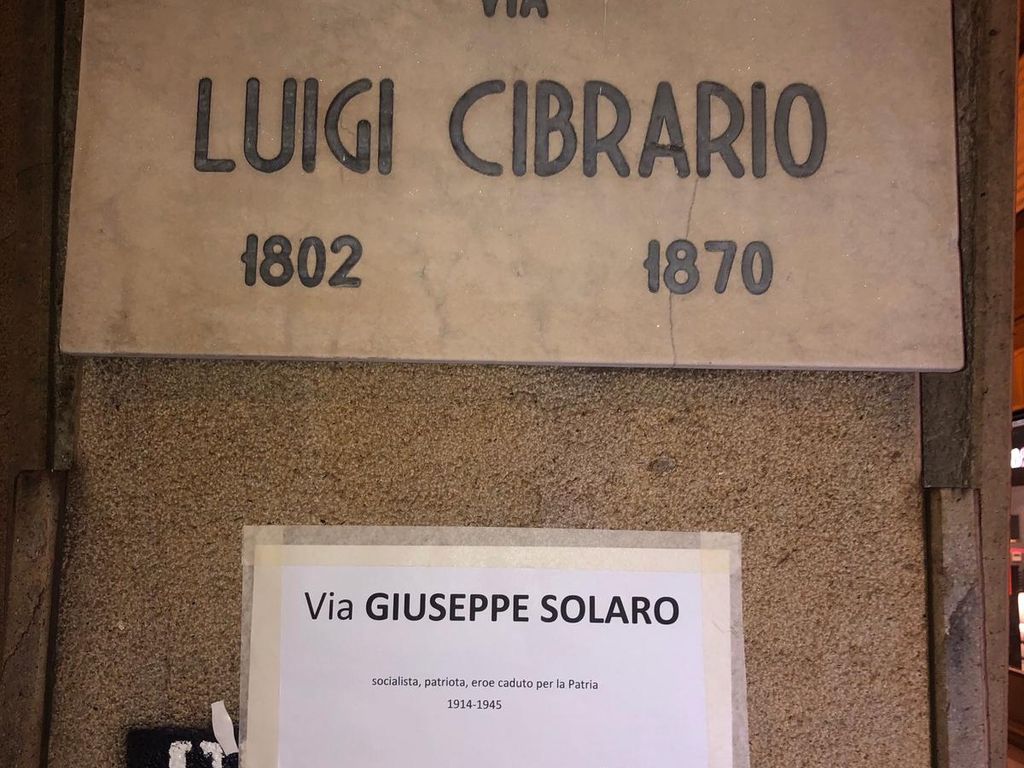 VIA
LUIGI CIBRARIO
1802 1870
Via GIUSEPPE SOLARO
socialista, patriota, eroe caduto per la Patria
1914-1945